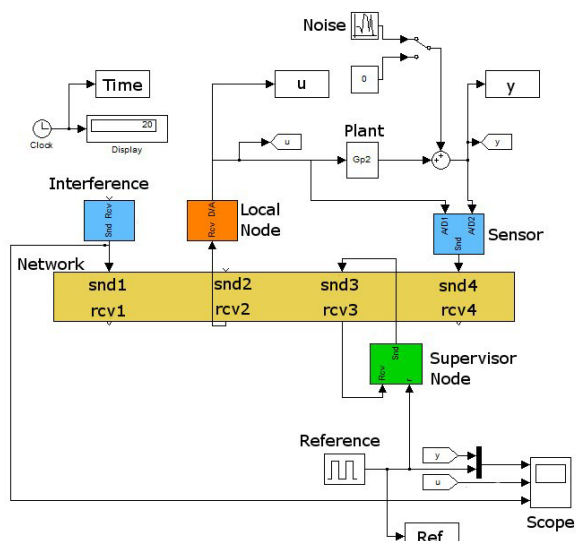 Noise
Time
u
0
y
20
Clock
Display
u
Plant
Gp2
y
Interference
Snd Rcv
Rcv D/A
Local
Node
A/D1
A/D2
Snd
Sensor
Network
snd1
snd2
snd3
snd4
rcv1
rcv2
rcv3
rcv4
Rcv
Snd
r
Supervisor
Node
Reference
y
u
Scope
Ref